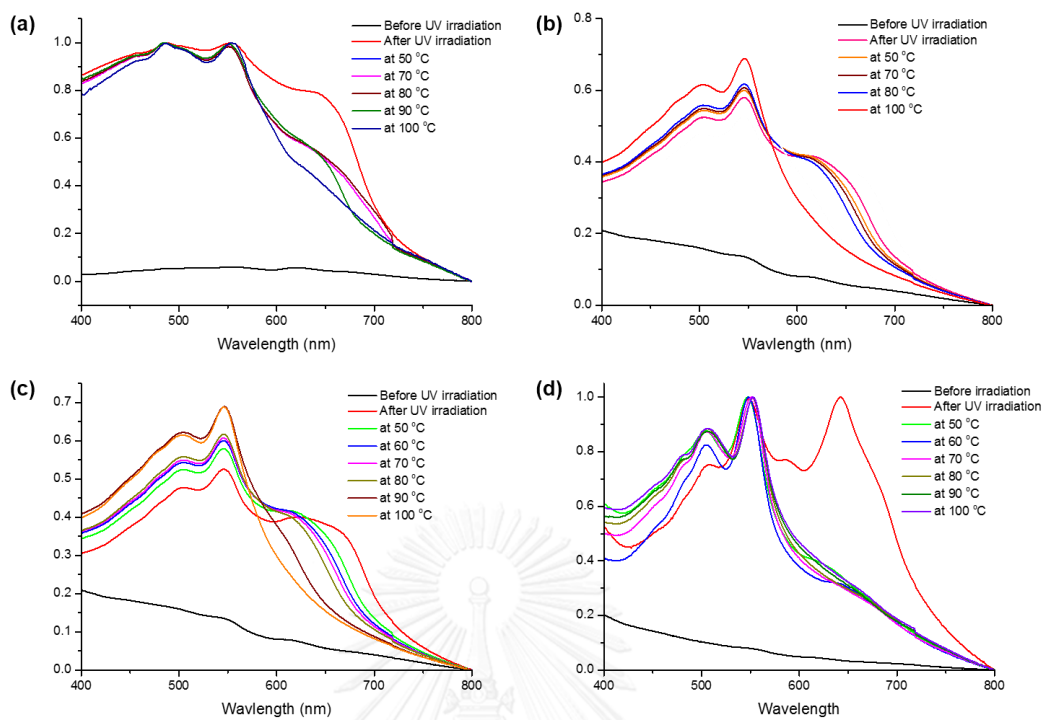 (a)
1.0
0.8
0.6
0.4
0.2
0.0
400
500
600
700
800
Wavelength (nm)
Before UV irradiation
After UV irradiation
at 50 °C
at 70 °C
at 80 °C
at 90 °C
at 100 °C
(b)
0.8
0.6
0.4
0.2
0.0
400
500
600
700
800
Wavelength (nm)
Before UV irradiation
After UV irradiation
at 50 °C
at 70 °C
at 80 °C
at 100 °C
(c)
0.7
0.6
0.5
0.4
0.3
0.2
0.1
0.0
400
500
600
700
800
Wavelength (nm)
Before UV irradiation
After UV irradiation
at 50 °C
at 60 °C
at 70 °C
at 80 °C
at 90 °C
at 100 °C
(d)
1.0
0.8
0.6
0.4
0.2
0.0
400
500
600
700
800
Wavelength
Before irradiation
After UV irradiation
at 50 °C
at 60 °C
at 70 °C
at 80 °C
at 90 °C
at 100 °C